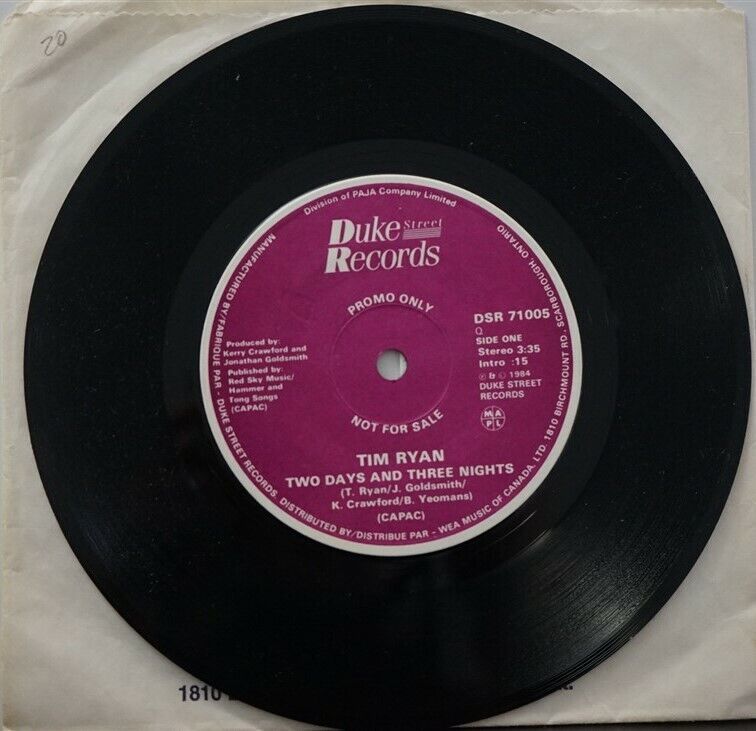 20
Division of PAJA Company Limited
Duke Street
Records
PROMO ONLY
DSR 71005
Q
SIDE ONE
Stereo 3:35
Intro :15
℗ & © 1984
DUKE STREET
RECORDS
MAPL
Produced by:
Kerry Crawford and
Jonathan Goldsmith
Published by:
Red Sky Music/
Hammer and
Tong Songs
(CAPAC)
NOT FOR SALE
TIM RYAN
TWO DAYS AND THREE NIGHTS
(T. Ryan/J. Goldsmith/
K. Crawford/B. Yeomans)
(CAPAC)
MANUFACTURED BY/FABRIQUE PAR - DUKE STREET RECORDS. DISTRIBUTED BY/DISTRIBUE PAR - WEA MUSIC OF CANADA, LTD. 1810 BIRCHMOUNT RD. SCARBOROUGH, ONTARIO
1810